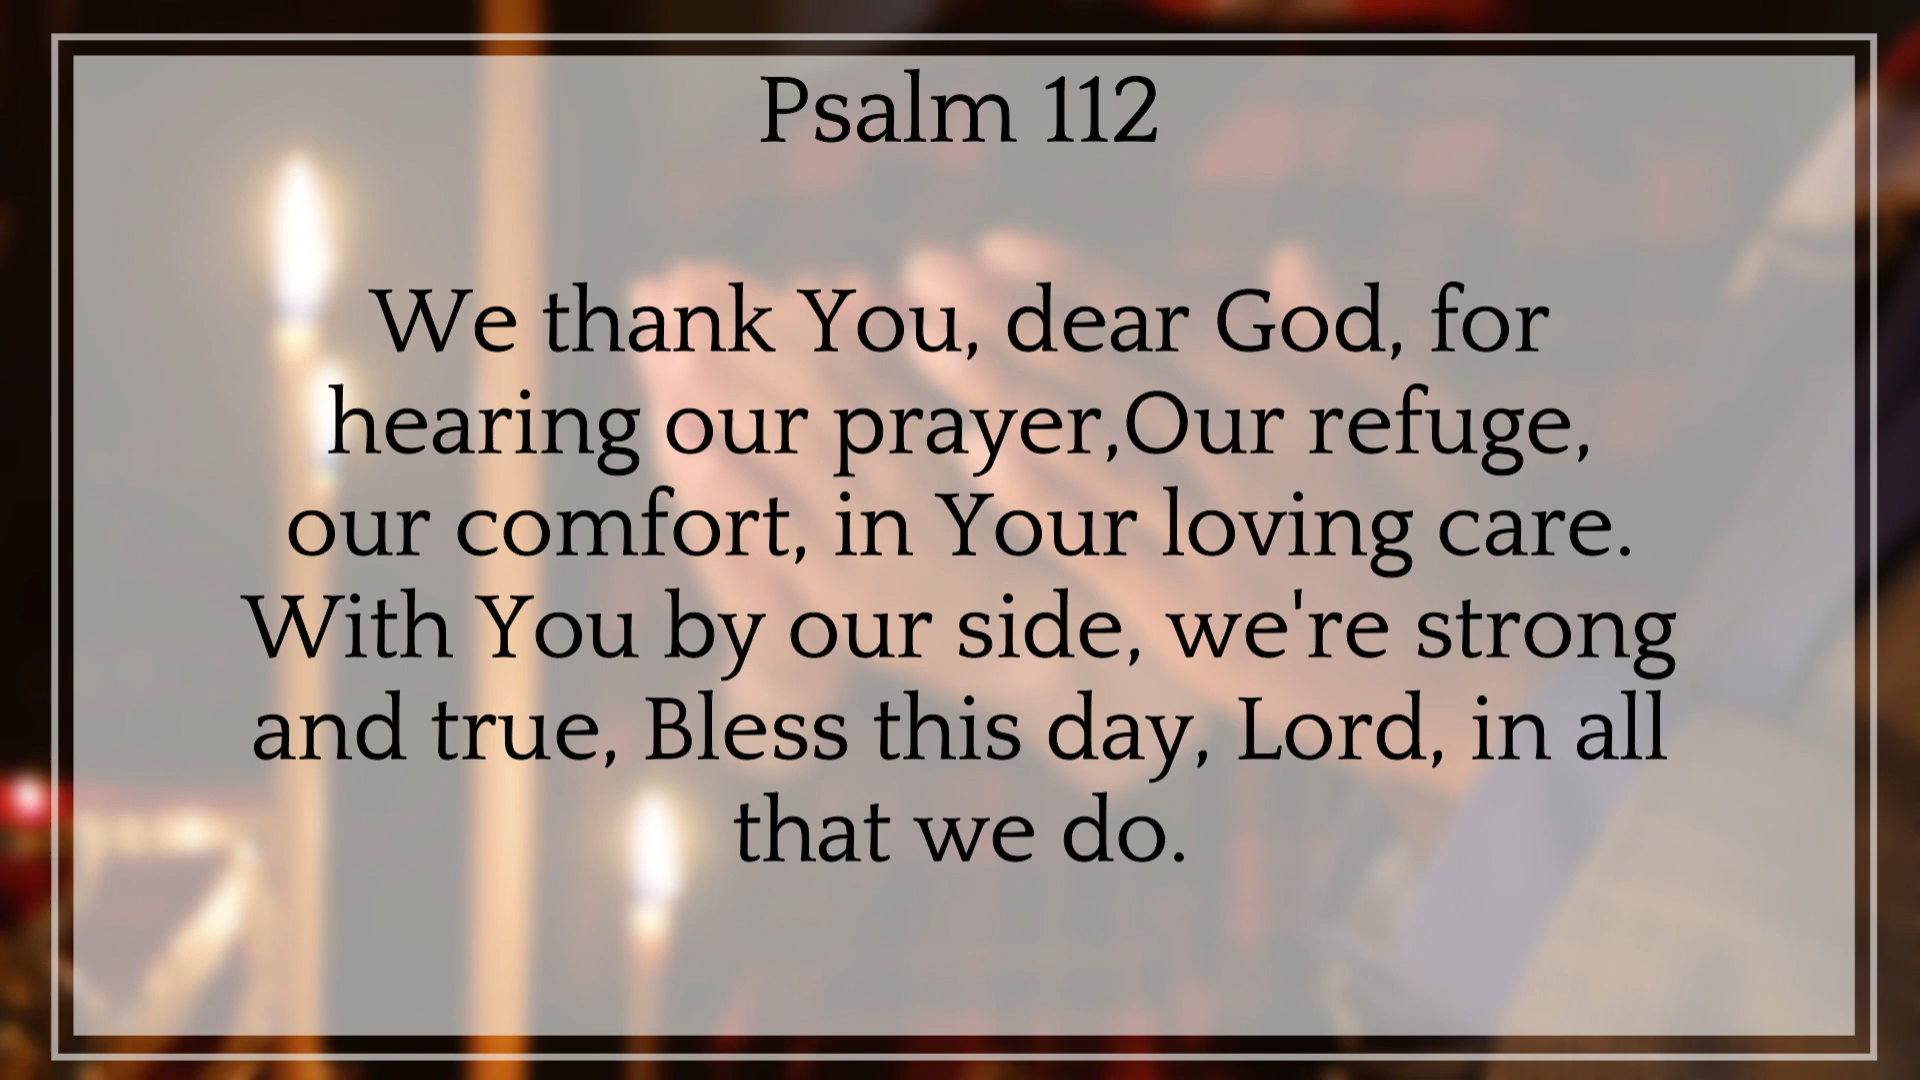 Psalm 112
We thank You, dear God, for
hearing our prayer,Our refuge,
our comfort, in Your loving care.
With You by our side, we're strong
and true, Bless this day, Lord, in all
that we do.